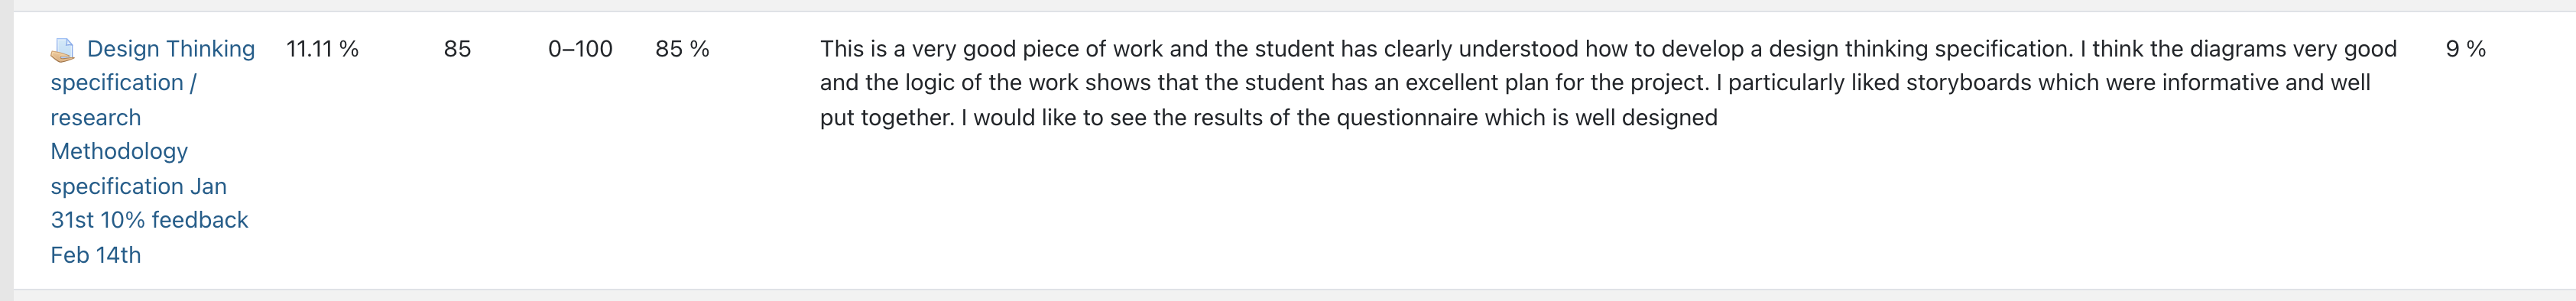 Design Thinking 11.11 % 85 0–100 85 % This is a very good piece of work and the student has clearly understood how to develop a design thinking specification. I think the diagrams very good 9 %
specification / and the logic of the work shows that the student has an excellent plan for the project. I particularly liked storyboards which were informative and well
research put together. I would like to see the results of the questionnaire which is well designed
Methodology
specification Jan
31st 10% feedback
Feb 14th